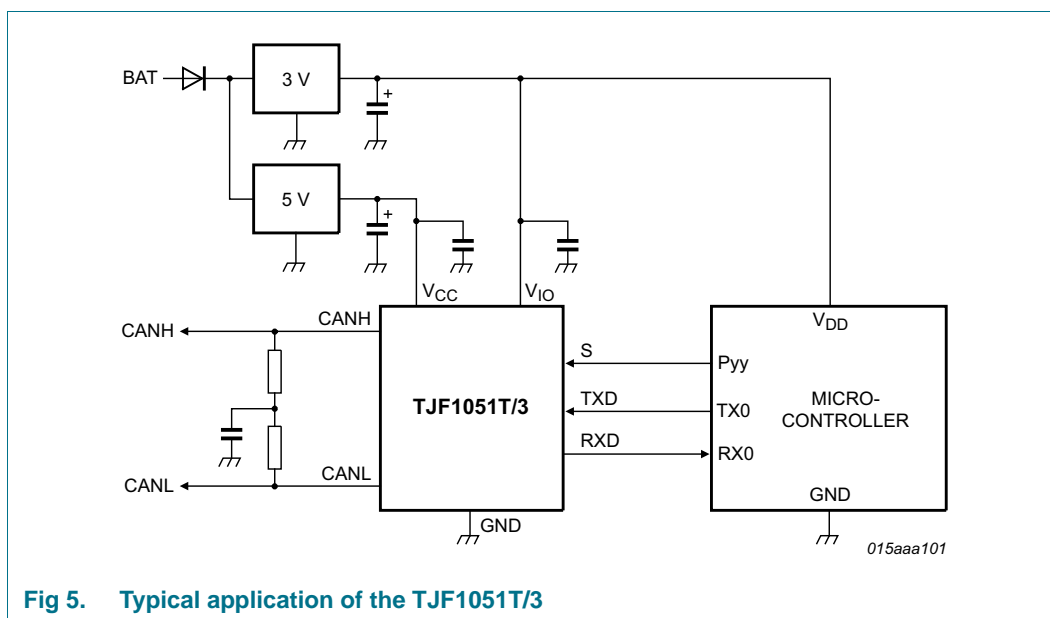 BAT
3 V
+
5 V
+
VCC
VIO
CANH
CANH
VDD
S
Pyy
TJF1051T/3
TXD
TX0
MICRO-
CONTROLLER
RXD
RX0
CANL
CANL
GND
GND
015aaa101
Fig 5. Typical application of the TJF1051T/3